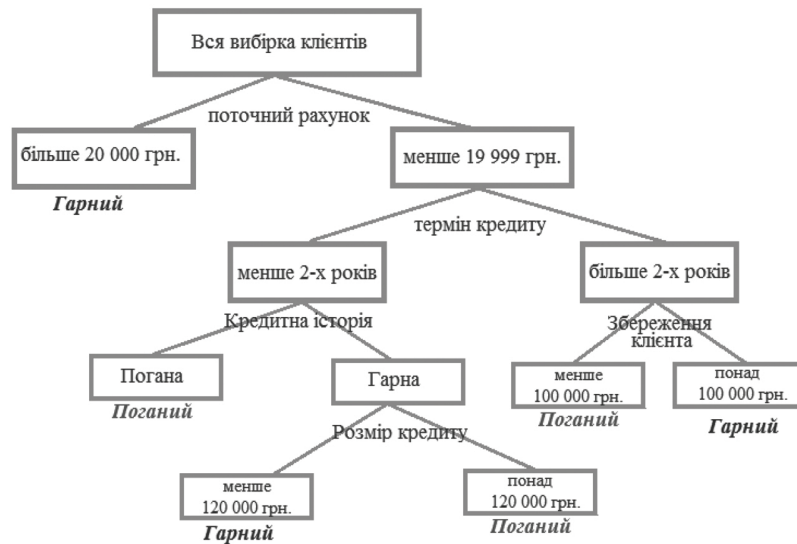 Вся вибірка клієнтів
поточний рахунок
більше 20 000 грн.
менше 19 999 грн.
Гарний
термін кредиту
менше 2-х років
більше 2-х років
Кредитна історія
Збереження
клієнта
Погана
Гарна
менше
100 000 грн.
понад
100 000 грн.
Поганий
Поганий
Гарний
Розмір кредиту
менше
120 000 грн.
понад
120 000 грн.
Гарний
Поганий